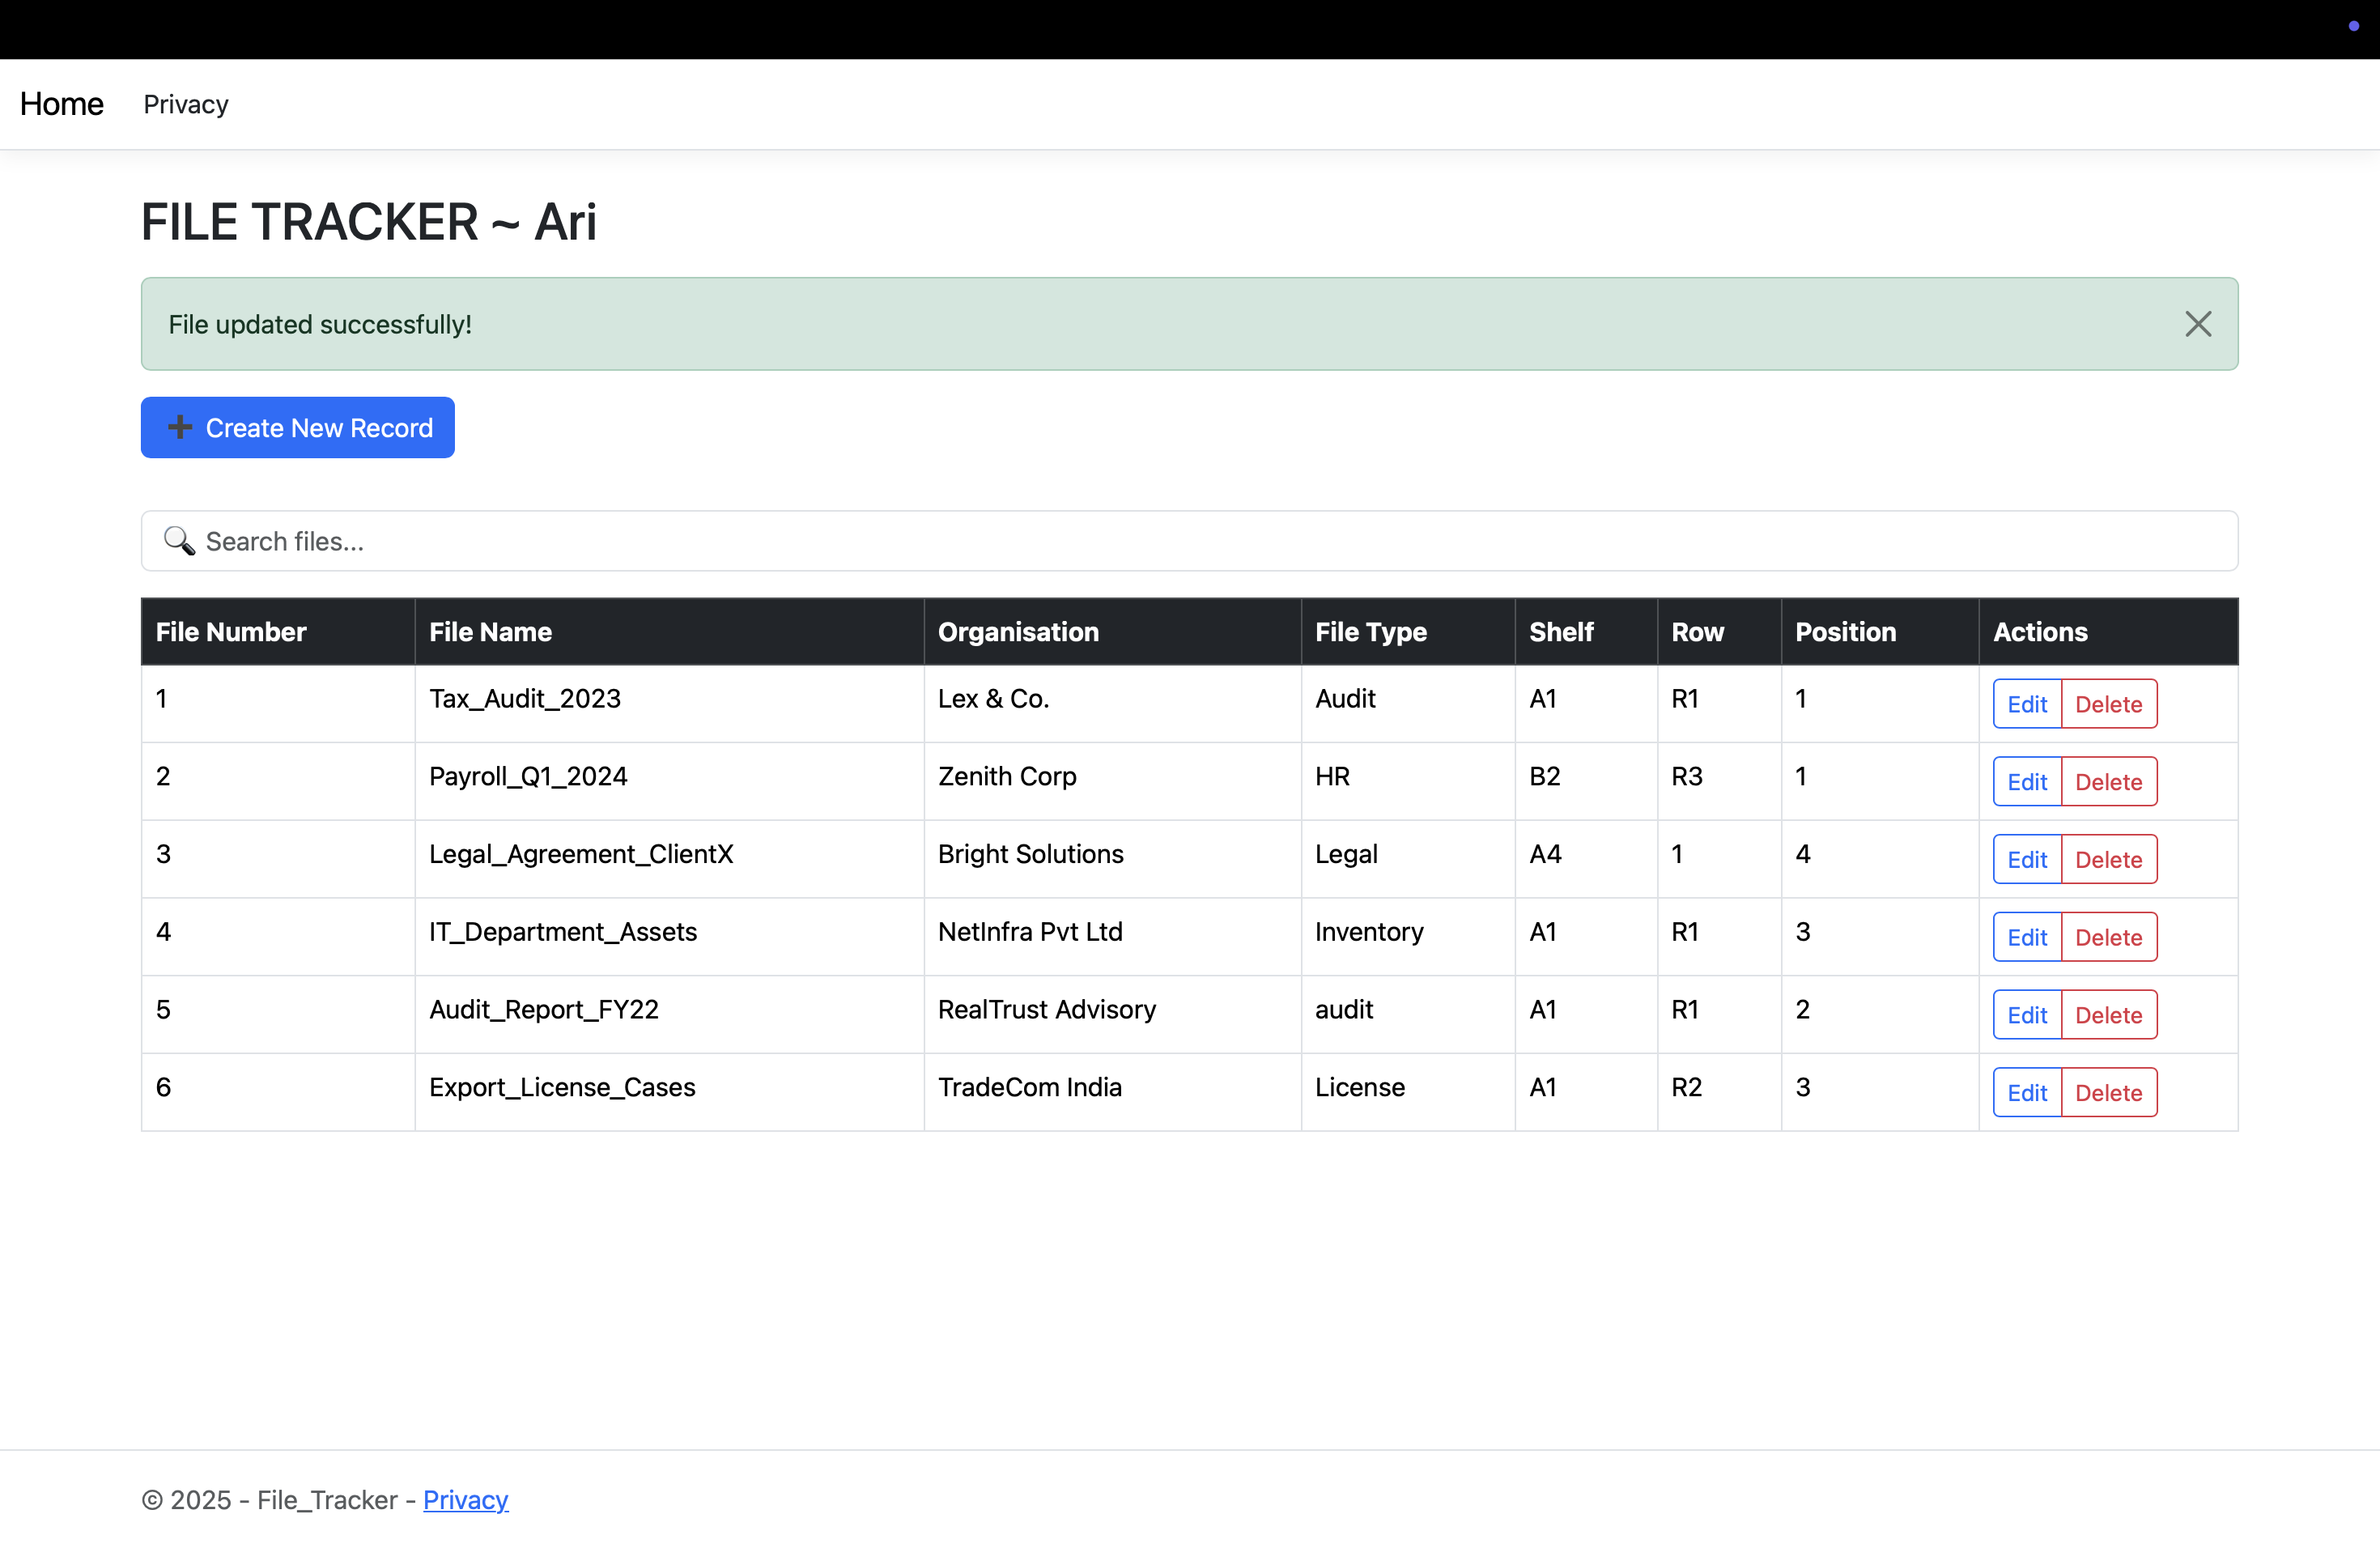 Home Privacy
FILE TRACKER ~ Ari
File updated successfully!
➕ Create New Record
🔍 Search files...
File Number File Name Organisation File Type Shelf Row Position Actions
1 Tax_Audit_2023 Lex & Co. Audit A1 R1 1 Edit Delete
2 Payroll_Q1_2024 Zenith Corp HR B2 R3 1 Edit Delete
3 Legal_Agreement_ClientX Bright Solutions Legal A4 1 4 Edit Delete
4 IT_Department_Assets NetInfra Pvt Ltd Inventory A1 R1 3 Edit Delete
5 Audit_Report_FY22 RealTrust Advisory audit A1 R1 2 Edit Delete
6 Export_License_Cases TradeCom India License A1 R2 3 Edit Delete
© 2025 - File_Tracker - Privacy